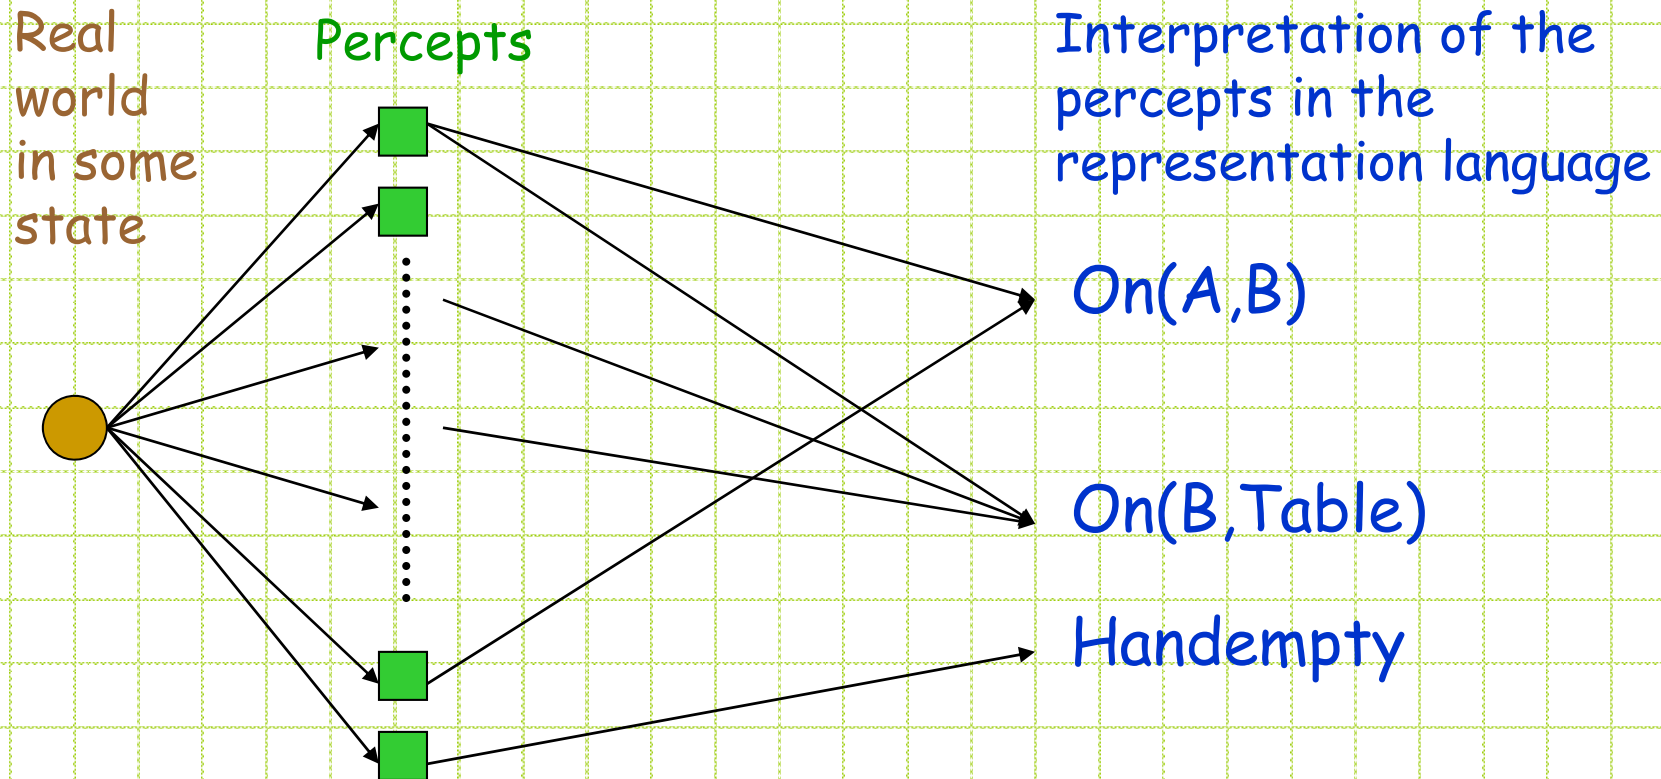 Real
world
in some
state
Percepts
Interpretation of the
percepts in the
representation language
On(A,B)
On(B,Table)
Handempty